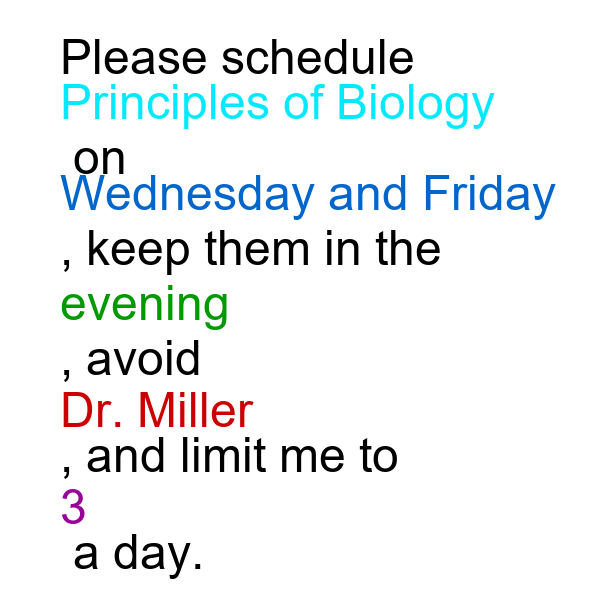 Please schedule
Principles of Biology
on
Wednesday and Friday
, keep them in the
evening
, avoid
Dr. Miller
, and limit me to
3
a day.